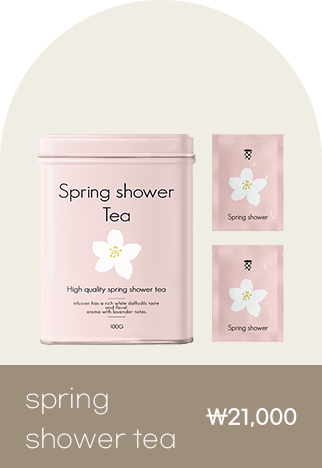 Spring shower
Tea
High quality spring shower tea
infusion has a rich white daffodils taste
and floral
aroma with lavender notes
100G
Spring shower
Spring shower
spring
shower tea
₩21,000